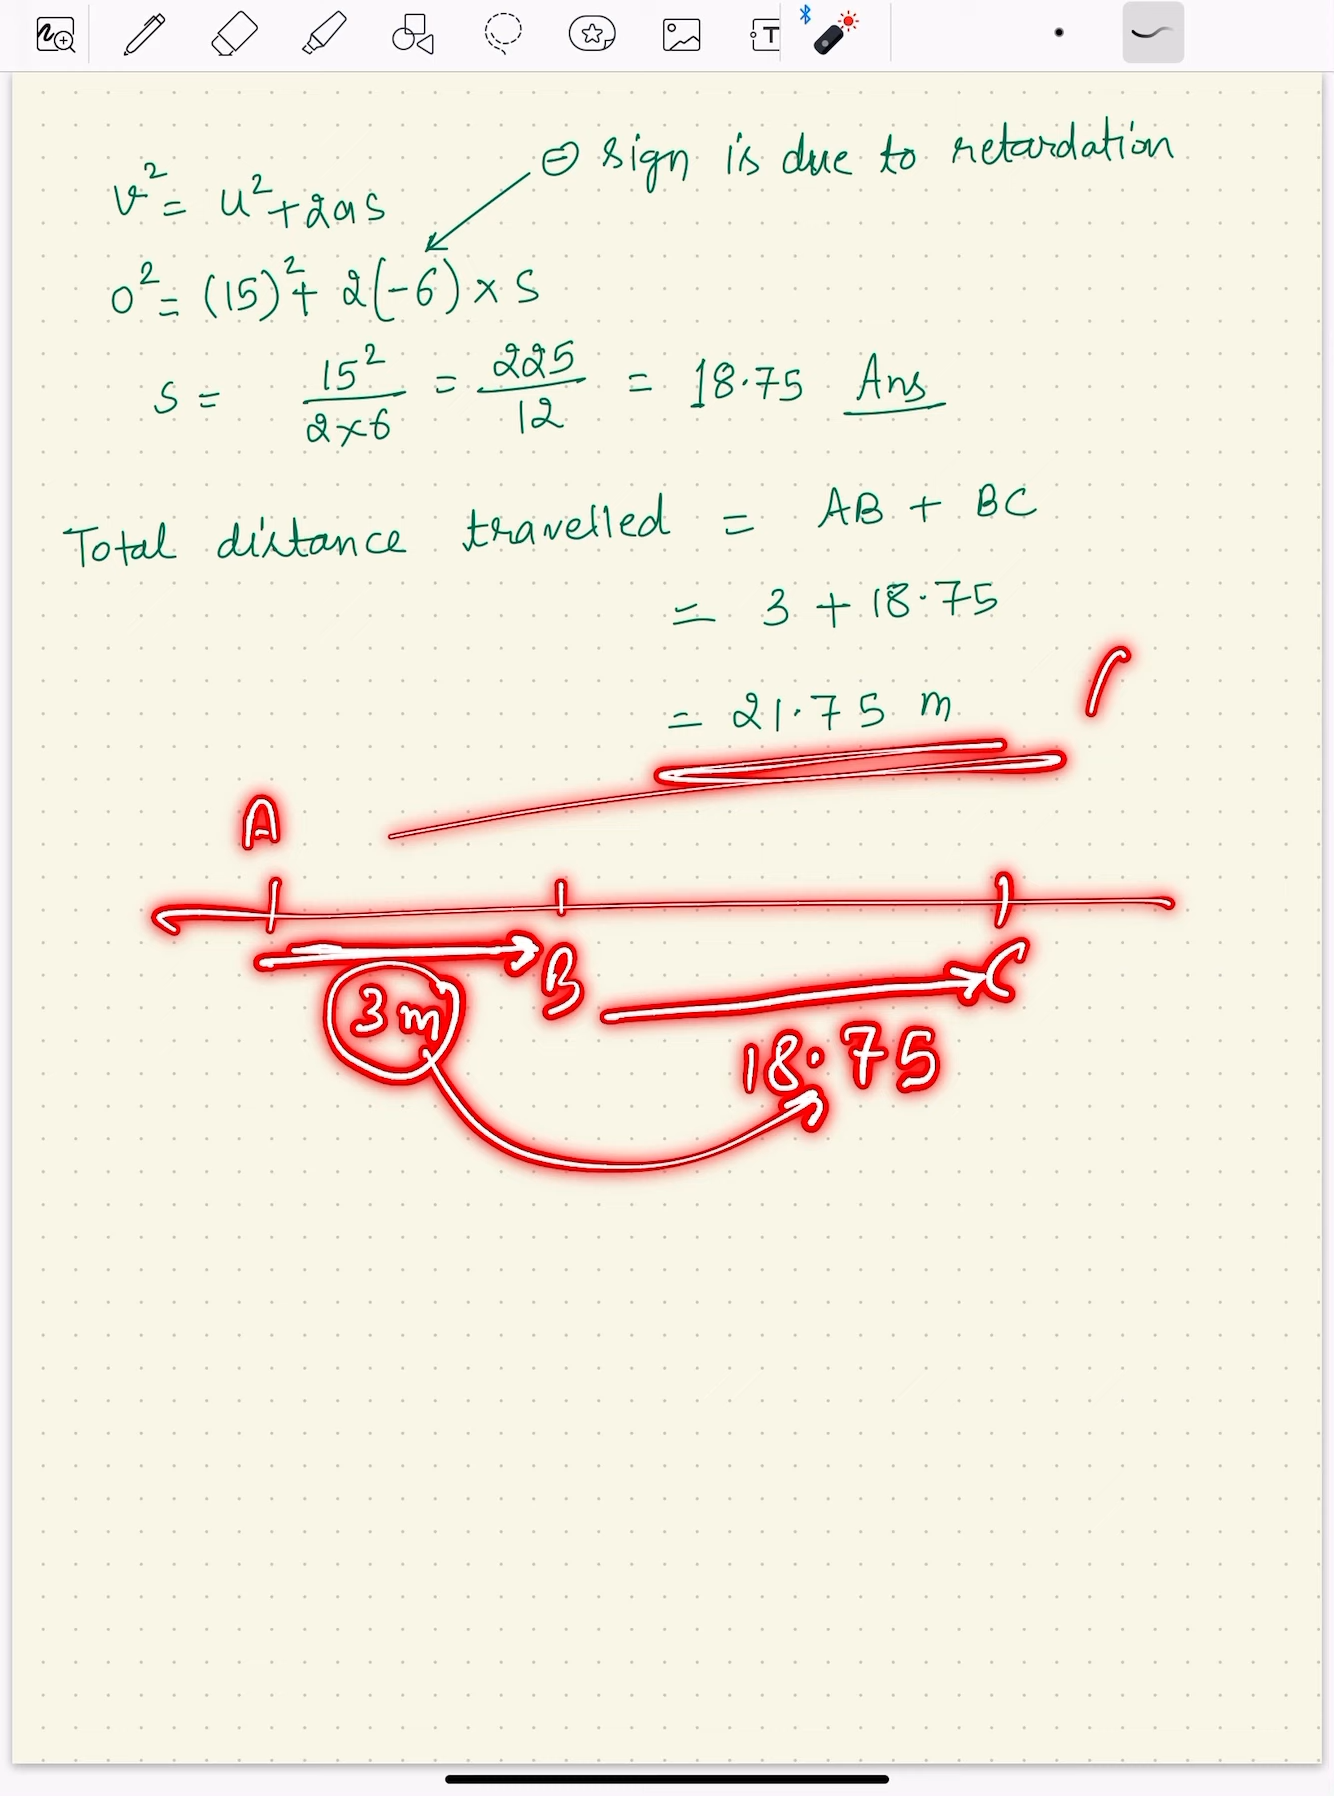 ⊖ sign is due to retardation
v² = u² + 2as
0² = (15)² + 2(-6) × s
s = 15²/2×6 = 225/12 = 18.75 Ans
Total distance travelled = AB + BC
= 3 + 18.75
= 21.75 m
A
B
C
3 m
18.75
T